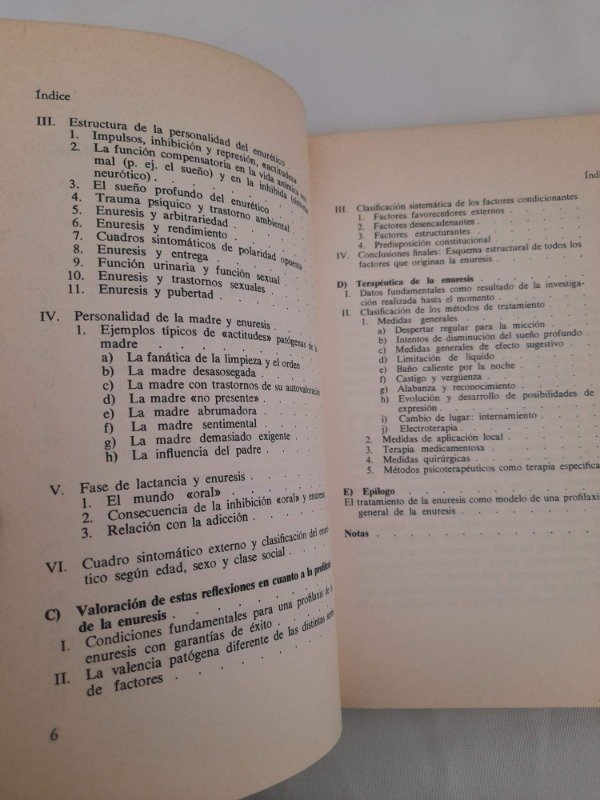 Índice
III. Estructura de la personalidad del enurético
1. Impulsos, inhibición y represión, «actitudes»
2. La función compensatoria en la vida anímica
mal (p. ej. el sueño) y en la inhibida
neurótico) .
3. El sueño profundo del enurético .
4. Trauma psíquico y trastorno ambiental
5. Enuresis y arbitrariedad .
6. Enuresis y rendimiento .
7. Cuadros sintomáticos de polaridad opuesta
8. Enuresis y entrega .
9. Función urinaria y función sexual .
10. Enuresis y trastornos sexuales
11. Enuresis y pubertad .
IV. Personalidad de la madre y enuresis .
1. Ejemplos típicos de «actitudes» patógenas de la
madre . . . . .
a) La fanática de la limpieza y el orden
b) La madre desasosegada .
c) La madre con trastornos de su autovaloración
d) La madre «no presente» .
e) La madre abrumadora
f) La madre sentimental
g) La madre demasiado exigente .
h) La influencia del padre .
V. Fase de lactancia y enuresis .
1. El mundo «oral» .
2. Consecuencia de la inhibición «oral» y enuresis
3. Relación con la adicción .
VI. Cuadro sintomático externo y clasificación del
tico según edad, sexo y clase social .
C) Valoración de estas reflexiones en cuanto a la
de la enuresis .
I. Condiciones fundamentales para una profilaxis de la
enuresis con garantías de éxito .
II. La valencia patógena diferente de las distintas
de factores .
6
III. Clasificación sistemática de los factores condicionantes
1. Factores favorecedores externos .
2. Factores desencadenantes .
3. Factores estructurantes .
4. Predisposición constitucional
IV. Conclusiones finales: Esquema estructural de todos los
factores que originan la enuresis .
D) Terapéutica de la enuresis .
I. Datos fundamentales como resultado de la investiga-
ción realizada hasta el momento .
II. Clasificación de los métodos de tratamiento .
1. Medidas generales .
a) Despertar regular para la micción .
b) Intentos de disminución del sueño profundo .
c) Medidas generales de efecto sugestivo .
d) Limitación de líquido .
e) Baño caliente por la noche .
f) Castigo y vergüenza .
g) Alabanza y reconocimiento .
h) Evolución y desarrollo de posibilidades de
expresión .
i) Cambio de lugar: internamiento .
j) Electroterapia .
2. Medidas de aplicación local .
3. Terapia medicamentosa .
4. Medidas quirúrgicas .
5. Métodos psicoterapéuticos como terapia específica
E) Epílogo .
El tratamiento de la enuresis como modelo de una profilaxis
general de la enuresis .
Notas .